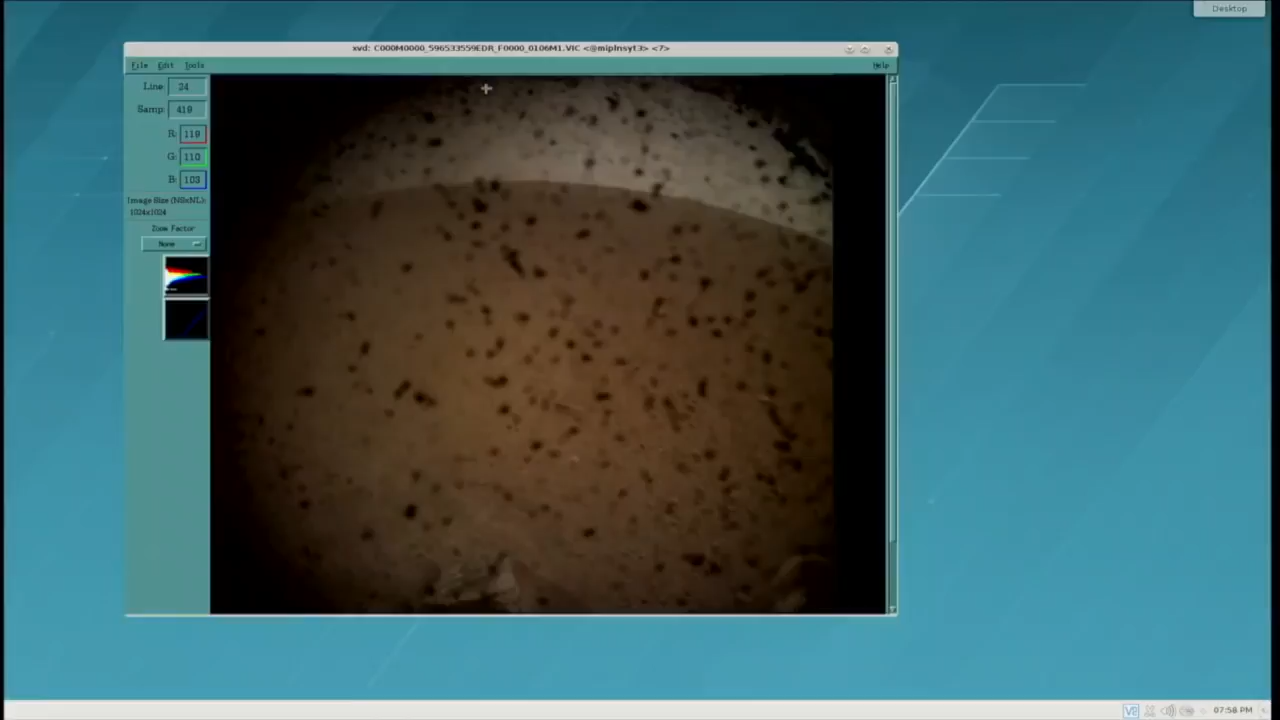 Desktop
xvd: C000M0000_596533559EDR_F0000_0106M1.VIC <@miplnsyt3> <7>
File Edit Tools Help
Line: 24
Samp: 419
R: 119
G: 110
B: 103
Image Size (NSxNL):
1024x1024
Zoom Factor
None
07:58 PM